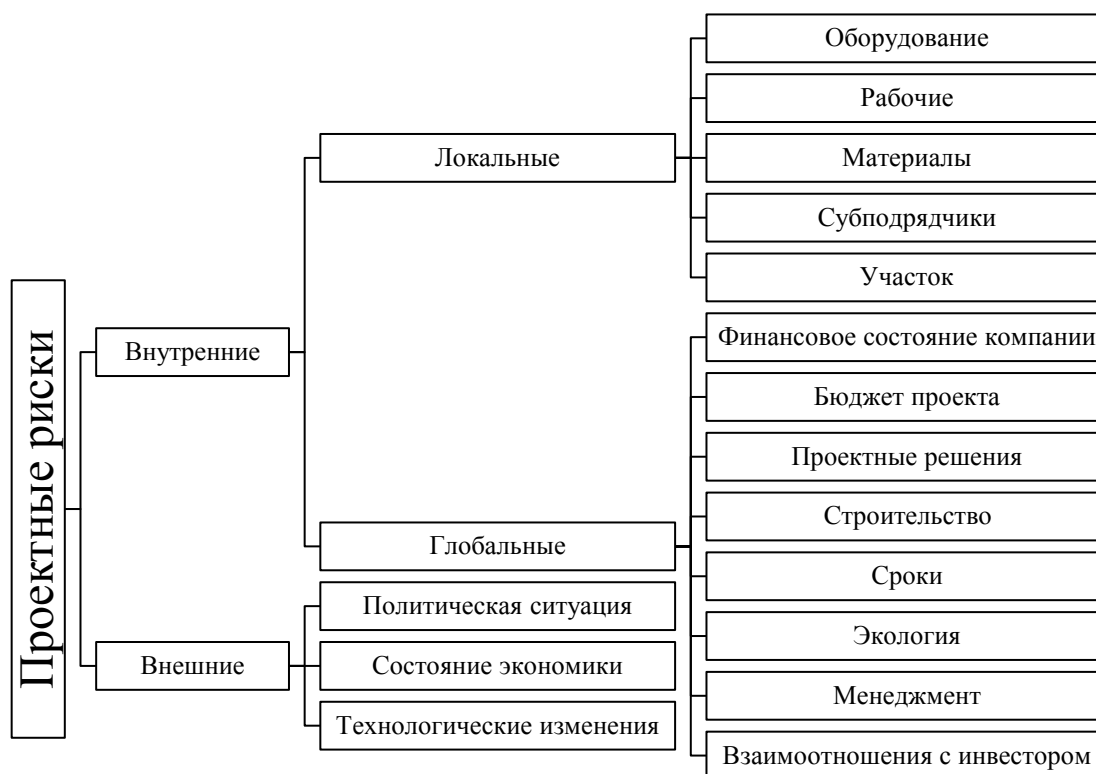 Проектные риски
Внутренние
Локальные
Оборудование
Рабочие
Материалы
Субподрядчики
Участок
Глобальные
Финансовое состояние компании
Бюджет проекта
Проектные решения
Строительство
Сроки
Экология
Менеджмент
Взаимоотношения с инвестором
Внешние
Политическая ситуация
Состояние экономики
Технологические изменения